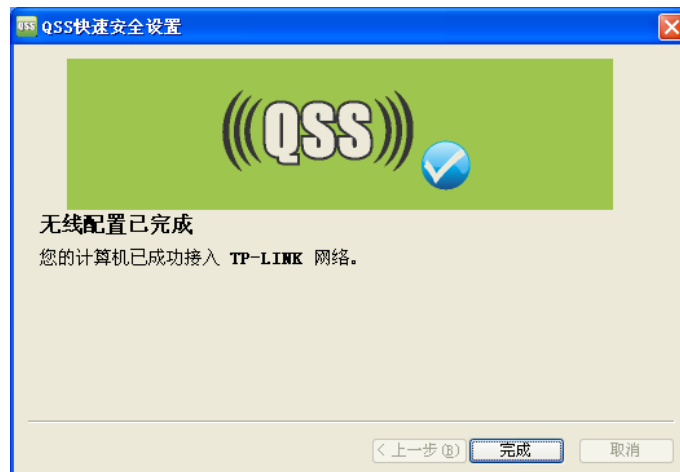 QSS QSS快速安全设置
(((QSS)))
无线配置已完成
您的计算机已成功接入 TP-LINK 网络。
< 上一步(B) 完成 取消